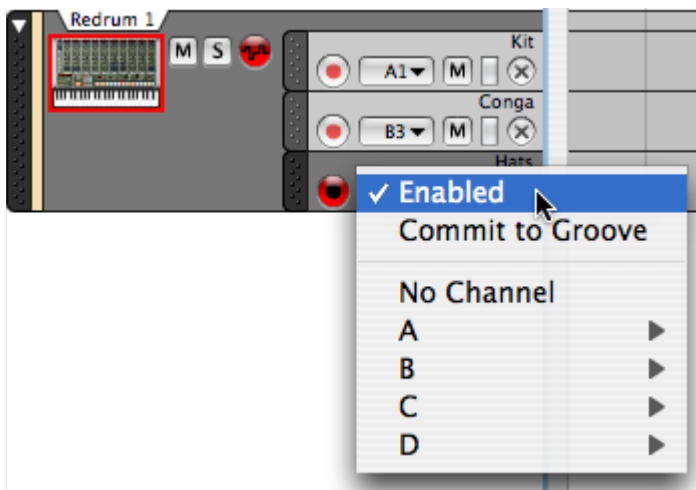 Redrum 1
M S
Kit
A1 M
Conga
B3 M
Hats
✓ Enabled
Commit to Groove
No Channel
A
B
C
D